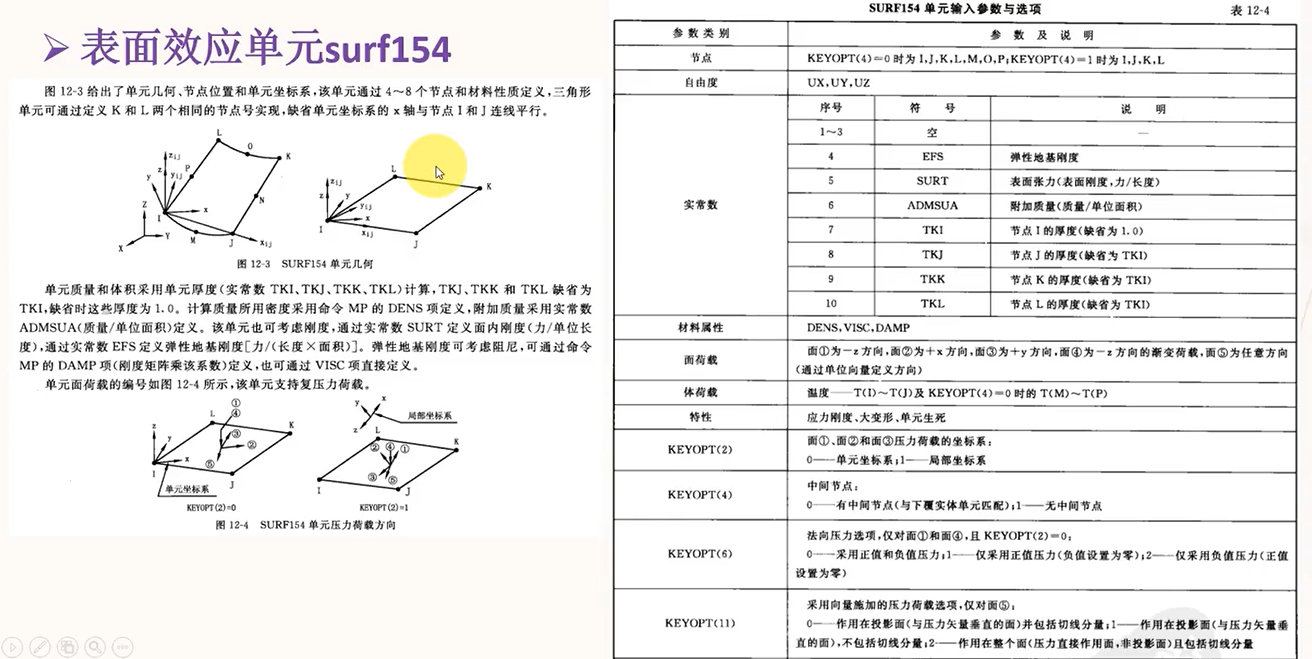 ➢ 表面效应单元surf154
图 12-3 给出了单元几何、节点位置和单元坐标系,该单元通过 4～8 个节点和材料性质定义,三角形
单元可通过定义 K 和 L 两个相同的节点号实现,缺省单元坐标系的 x 轴与节点 I 和 J 连线平行。
L O K P N I M J
z_ij z y y_ij x x_ij
Z Y X
L K I J
z_ij z y y_ij x x_ij
图 12-3 SURF154 单元几何
单元质量和体积采用单元厚度(实常数 TKI、TKJ、TKK、TKL)计算,TKJ、TKK 和 TKL 缺省为
TKI,缺省时这些厚度为 1.0。计算质量所用密度采用命令 MP 的 DENS 项定义,附加质量采用实常数
ADMSUA(质量/单位面积)定义。该单元也可考虑刚度,通过实常数 SURT 定义面内刚度(力/单位长
度),通过实常数 EFS 定义弹性地基刚度[力/(长度×面积)]。弹性地基刚度可考虑阻尼,可通过命令
MP 的 DAMP 项(刚度矩阵乘该系数)定义,也可通过 VISC 项直接定义。
单元面荷载的编号如图 12-4 所示,该单元支持复压力荷载。
① ④ L K ③ ② ⑤ z y x I J
单元坐标系
KEYOPT(2)=0
y x z 局部坐标系
L K ② ④ ① ③ ⑤ I J
KEYOPT(2)=1
图 12-4 SURF154 单元压力荷载方向
SURF154 单元输入参数与选项 表 12-4
参数类别 参数及说明
节点 KEYOPT(4)=0 时为 I,J,K,L,M,O,P;KEYOPT(4)=1 时为 I,J,K,L
自由度 UX,UY,UZ
实常数
序号 符号 说明
1～3 空 —
4 EFS 弹性地基刚度
5 SURT 表面张力(表面刚度,力/长度)
6 ADMSUA 附加质量(质量/单位面积)
7 TKI 节点 I 的厚度(缺省为 1.0)
8 TKJ 节点 J 的厚度(缺省为 TKI)
9 TKK 节点 K 的厚度(缺省为 TKI)
10 TKL 节点 L 的厚度(缺省为 TKI)
材料属性 DENS,VISC,DAMP
面荷载 面①为－z 方向,面②为＋x 方向,面③为＋y 方向,面④为－z 方向的渐变荷载,面⑤为任意方向
(通过单位向量定义方向)
体荷载 温度——T(I)～T(J)及 KEYOPT(4)=0 时的 T(M)～T(P)
特性 应力刚度、大变形、单元生死
KEYOPT(2) 面①、面②和面③压力荷载的坐标系:
0——单元坐标系;1——局部坐标系
KEYOPT(4) 中间节点:
0——有中间节点(与下覆实体单元匹配);1——无中间节点
KEYOPT(6) 法向压力选项,仅对面①和面④,且 KEYOPT(2)=0:
0——采用正值和负值压力;1——仅采用正值压力(负值设置为零);2——仅采用负值压力(正值
设置为零)
KEYOPT(11) 采用向量施加的压力荷载选项,仅对面⑤:
0——作用在投影面(与压力矢量垂直的面)并包括切线分量;1——作用在投影面(与压力矢量垂
直的面),不包括切线分量;2——作用在整个面(压力直接作用面,非投影面)且包括切线分量